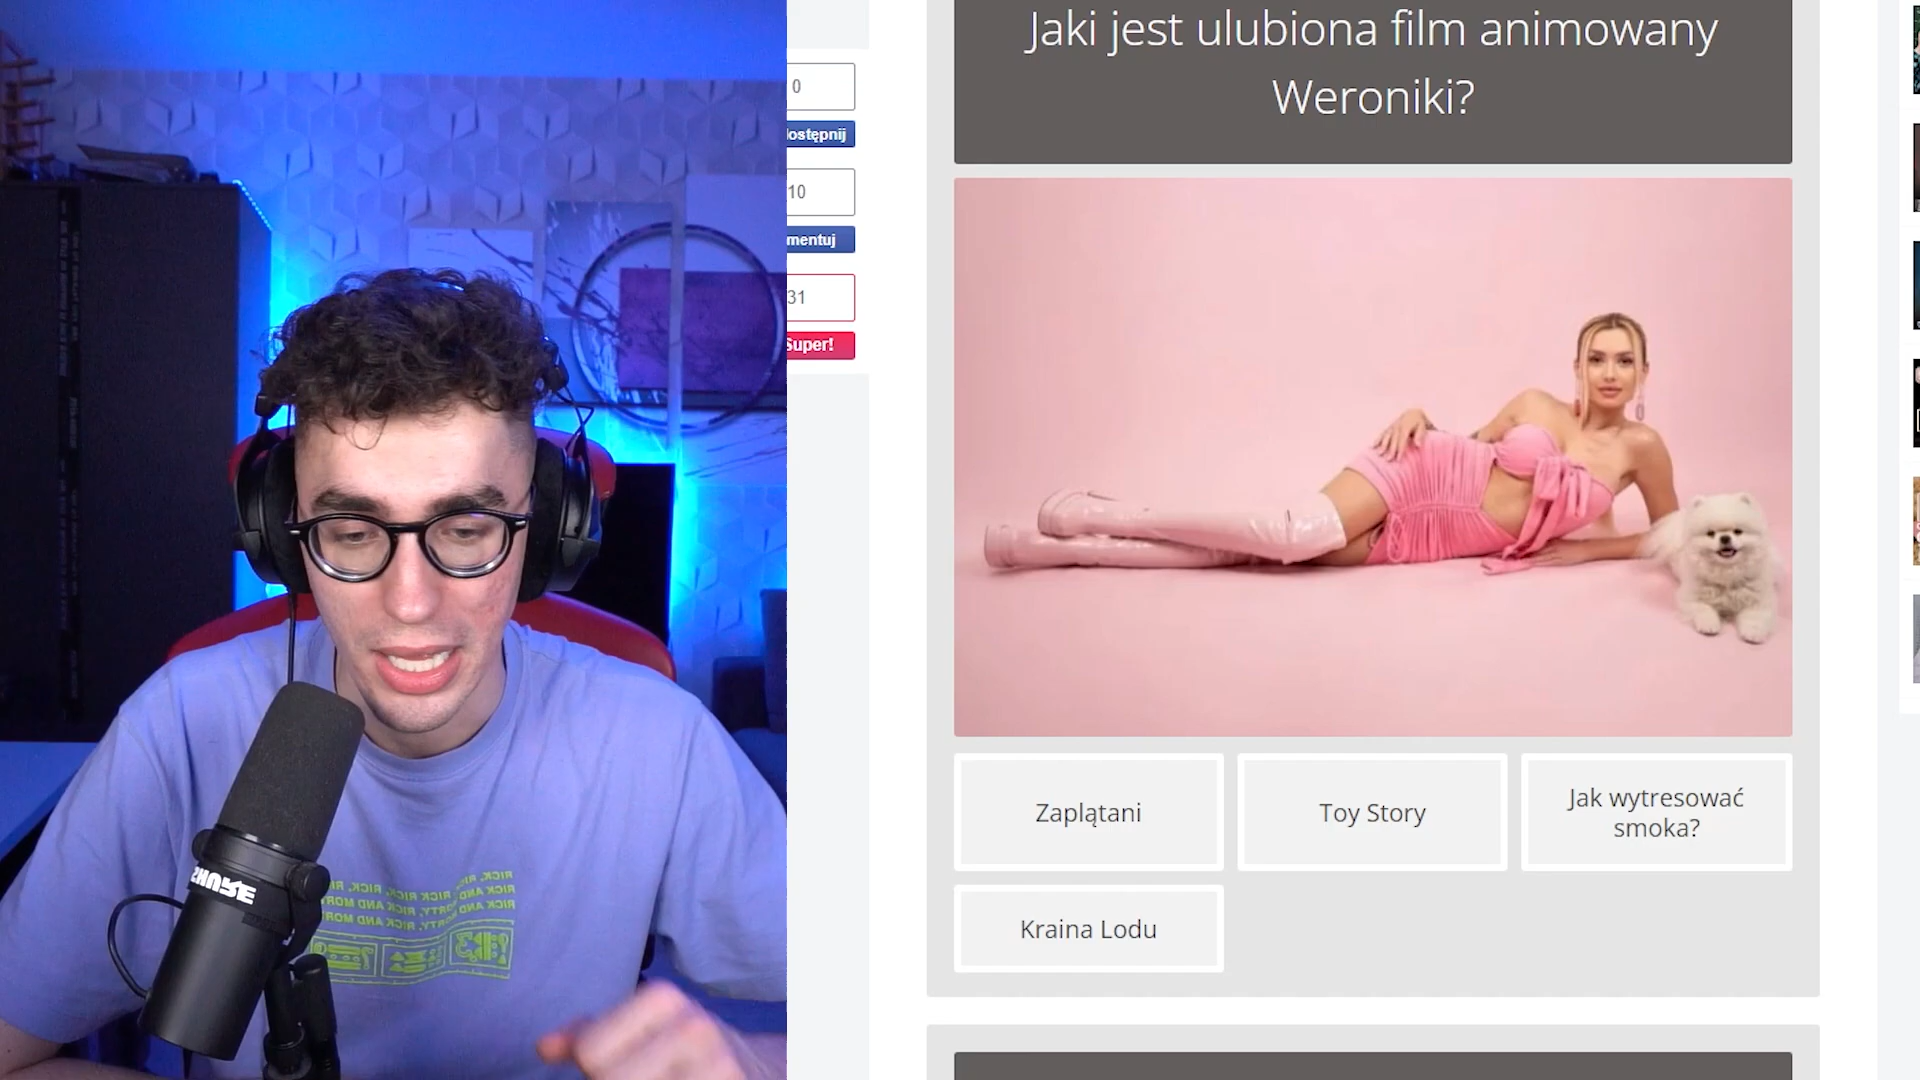 Jaki jest ulubiona film animowany
Weroniki?
0
ostępnij
10
mentuj
31
Super!
Zaplątani
Toy Story
Jak wytresować
smoka?
Kraina Lodu
SHURE